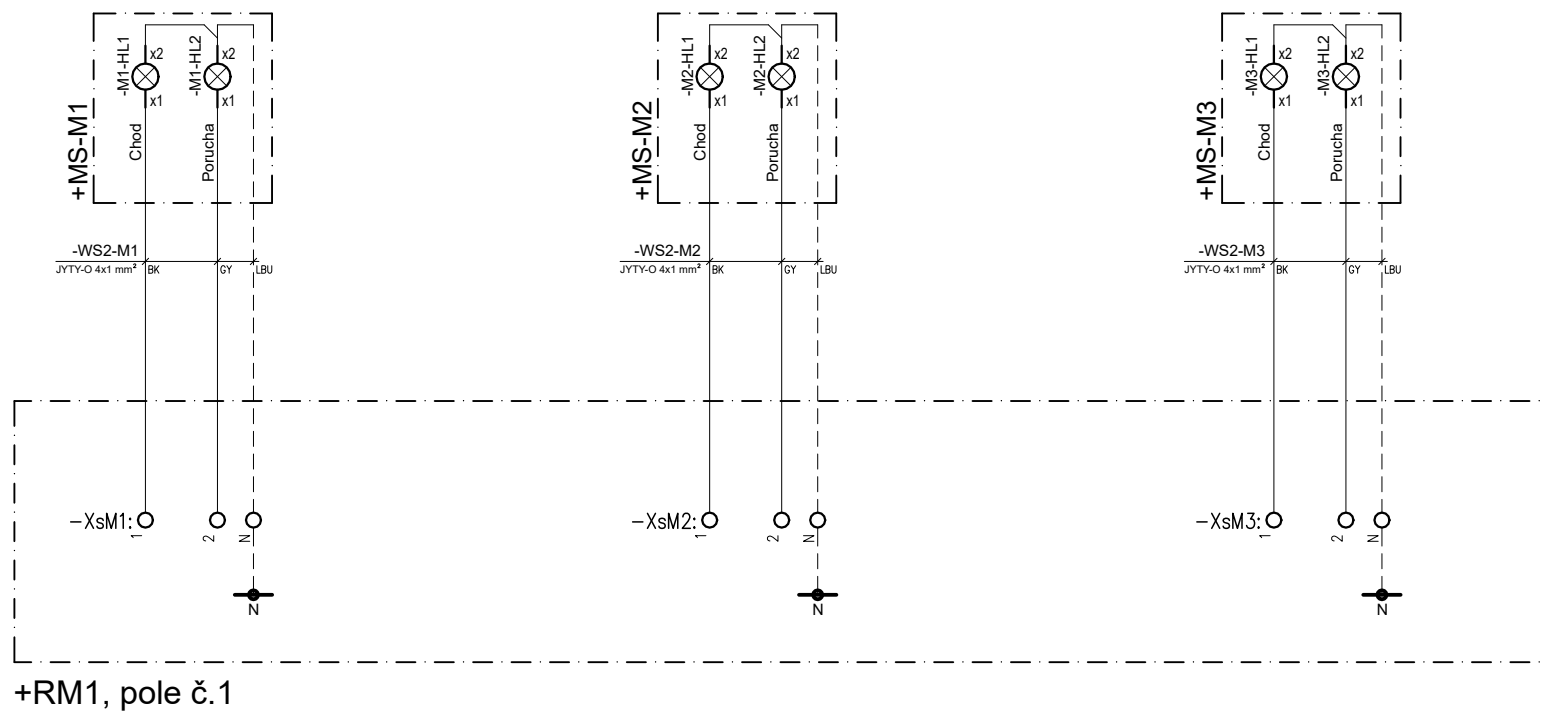 +MS-M1
-M1-HL1
x2
x1
Chod
-M1-HL2
x2
x1
Porucha
+MS-M2
-M2-HL1
x2
x1
Chod
-M2-HL2
x2
x1
Porucha
+MS-M3
-M3-HL1
x2
x1
Chod
-M3-HL2
x2
x1
Porucha
-WS2-M1
JYTY-O 4x1 mm² BK GY LBU
-WS2-M2
JYTY-O 4x1 mm² BK GY LBU
-WS2-M3
JYTY-O 4x1 mm² BK GY LBU
-XsM1:
1
2
N
N
-XsM2:
1
2
N
N
-XsM3:
1
2
N
N
+RM1, pole č.1